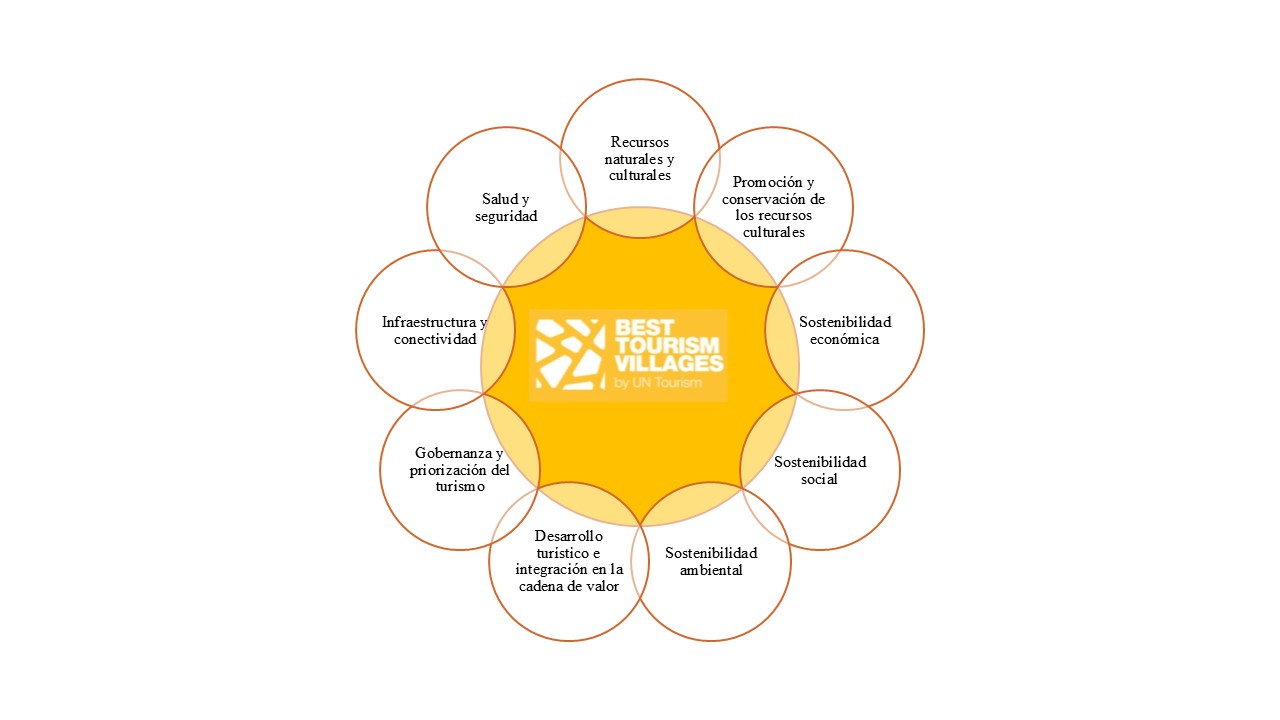 Recursos
naturales y
culturales
Promoción y
conservación de
los recursos
culturales
Sostenibilidad
económica
Sostenibilidad
social
Sostenibilidad
ambiental
Desarrollo
turistico e
integración en la
cadena de valor
Gobernanza y
priorización del
turismo
Infraestructura y
conectividad
Salud y
seguridad
BEST
TOURISM
VILLAGES
by UN Tourism